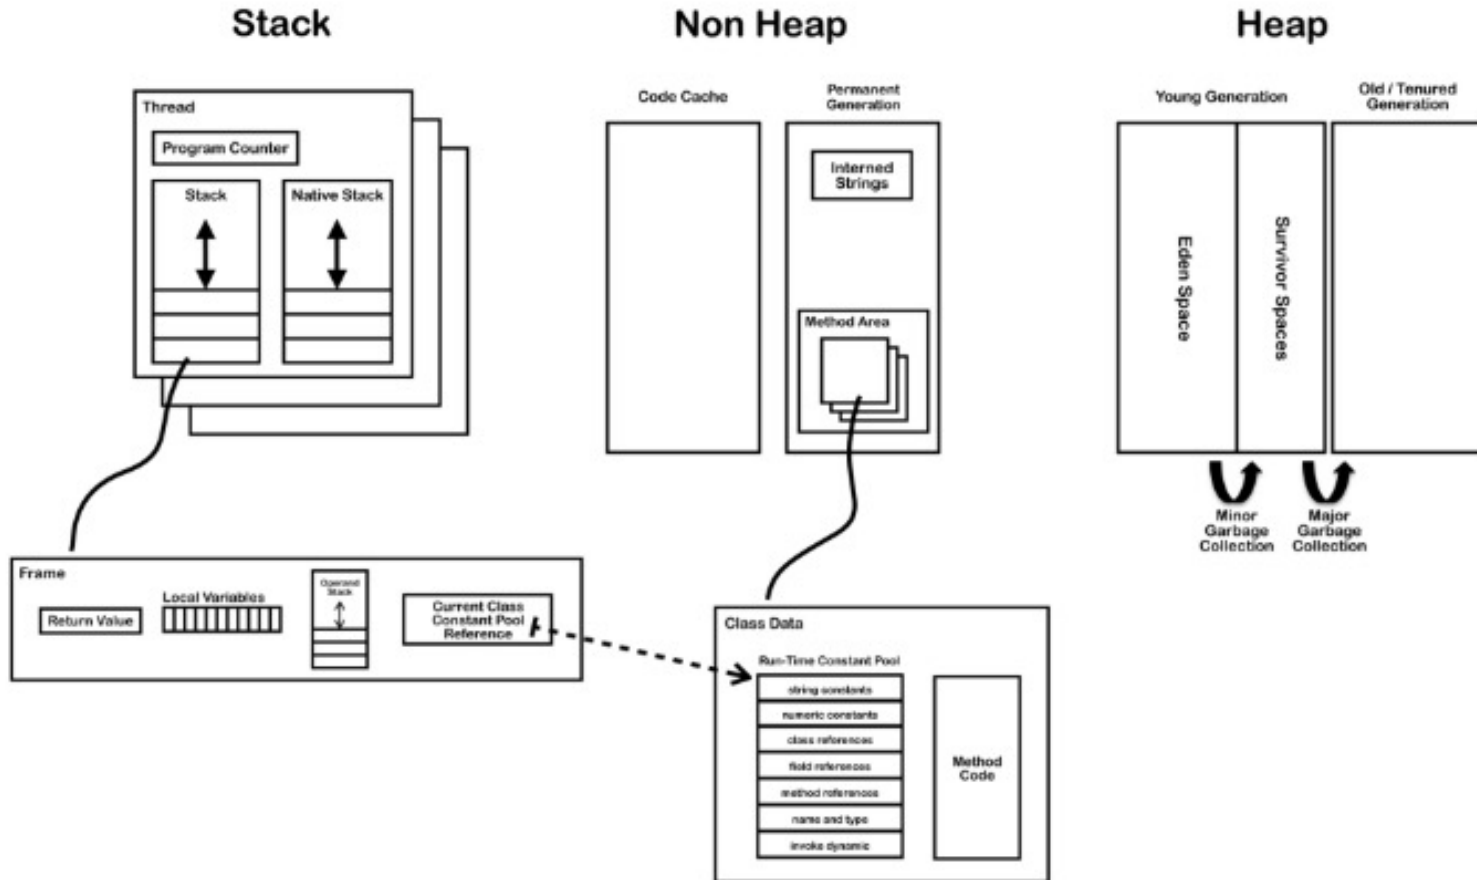 Stack
Non Heap
Heap
Thread
Program Counter
Stack
Native Stack
Code Cache
Permanent
Generation
Interned
Strings
Method Area
Young Generation
Old / Tenured
Generation
Eden Space
Survivor Spaces
Minor
Garbage
Collection
Major
Garbage
Collection
Frame
Return Value
Local Variables
Operand
Stack
Current Class
Constant Pool
Reference
Class Data
Run-Time Constant Pool
string constants
numeric constants
class references
field references
method references
name and type
invoke dynamic
Method
Code